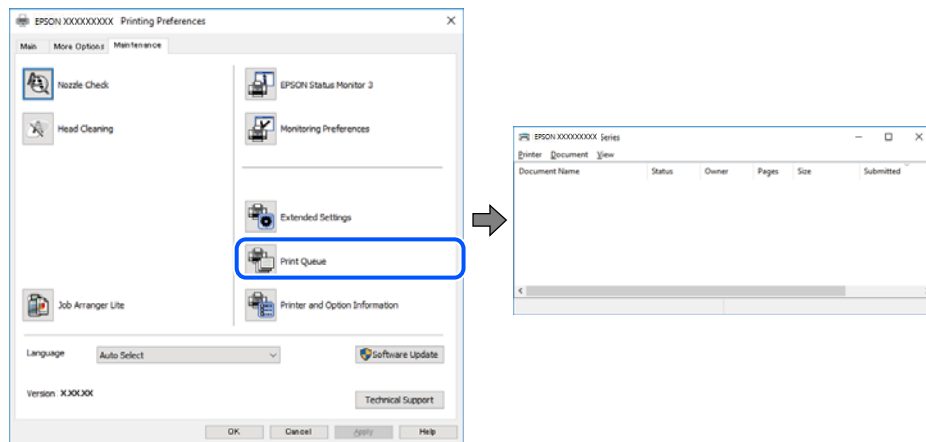 EPSON XXXXXXXXX Printing Preferences
Main More Options Maintenance
Nozzle Check
EPSON Status Monitor 3
Head Cleaning
Monitoring Preferences
Extended Settings
Print Queue
Job Arranger Lite
Printer and Option Information
Language Auto Select
Software Update
Version X.XX.XX
Technical Support
OK Cancel Apply Help
EPSON XXXXXXXXX Series
Printer Document View
Document Name Status Owner Pages Size Submitted